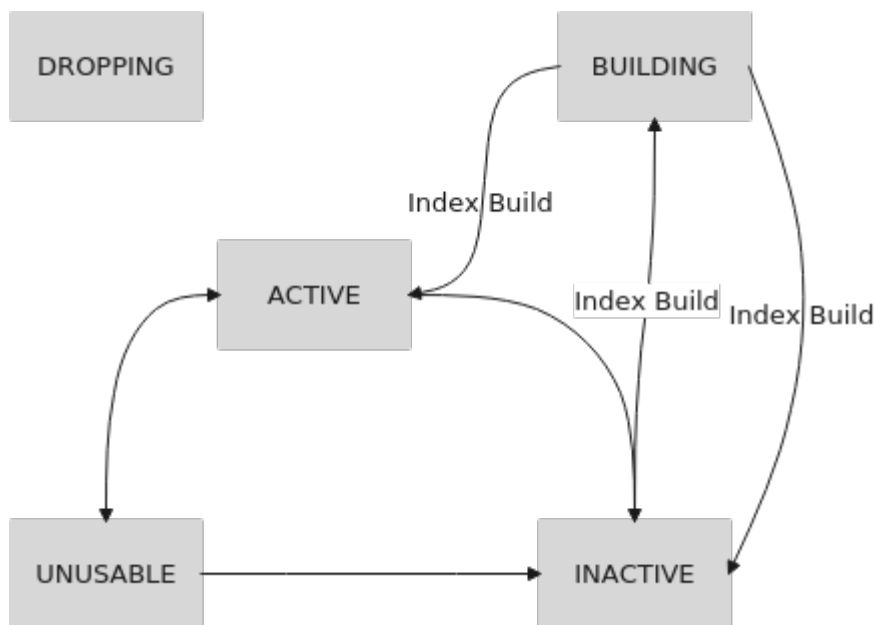 DROPPING
BUILDING
Index Build
ACTIVE
Index Build
Index Build
UNUSABLE
INACTIVE